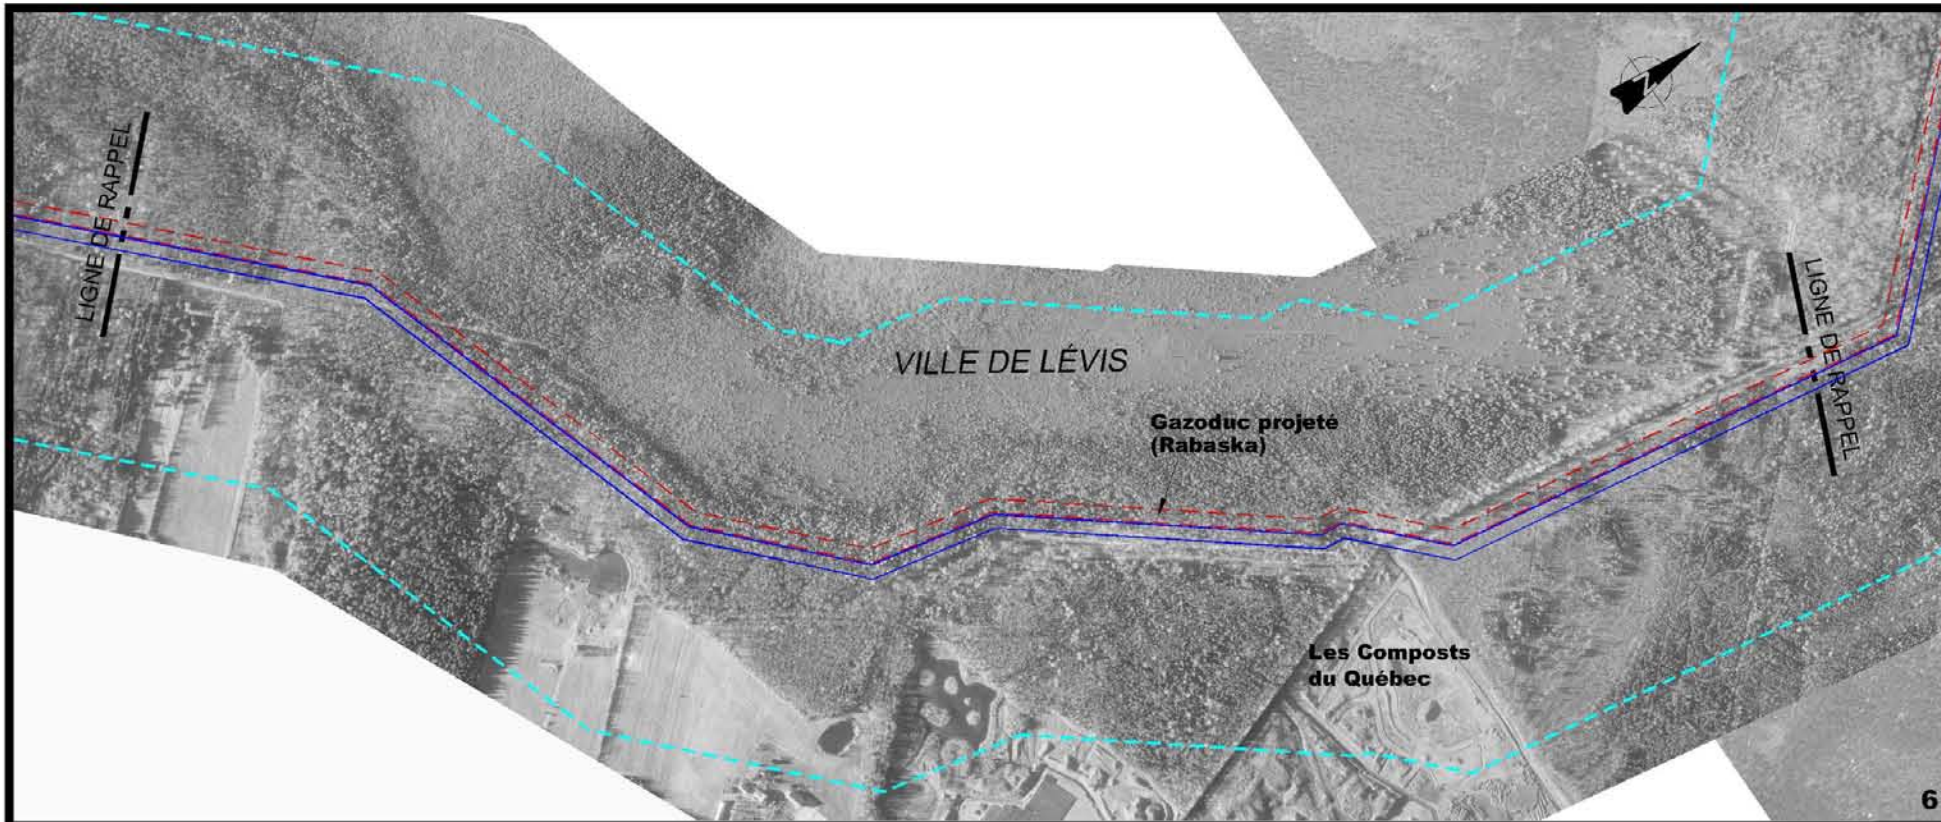 LIGNE DE RAPPEL
VILLE DE LÉVIS
LIGNE DE RAPPEL
Gazoduc projeté
(Rabaska)
Les Composts
du Québec
N
6